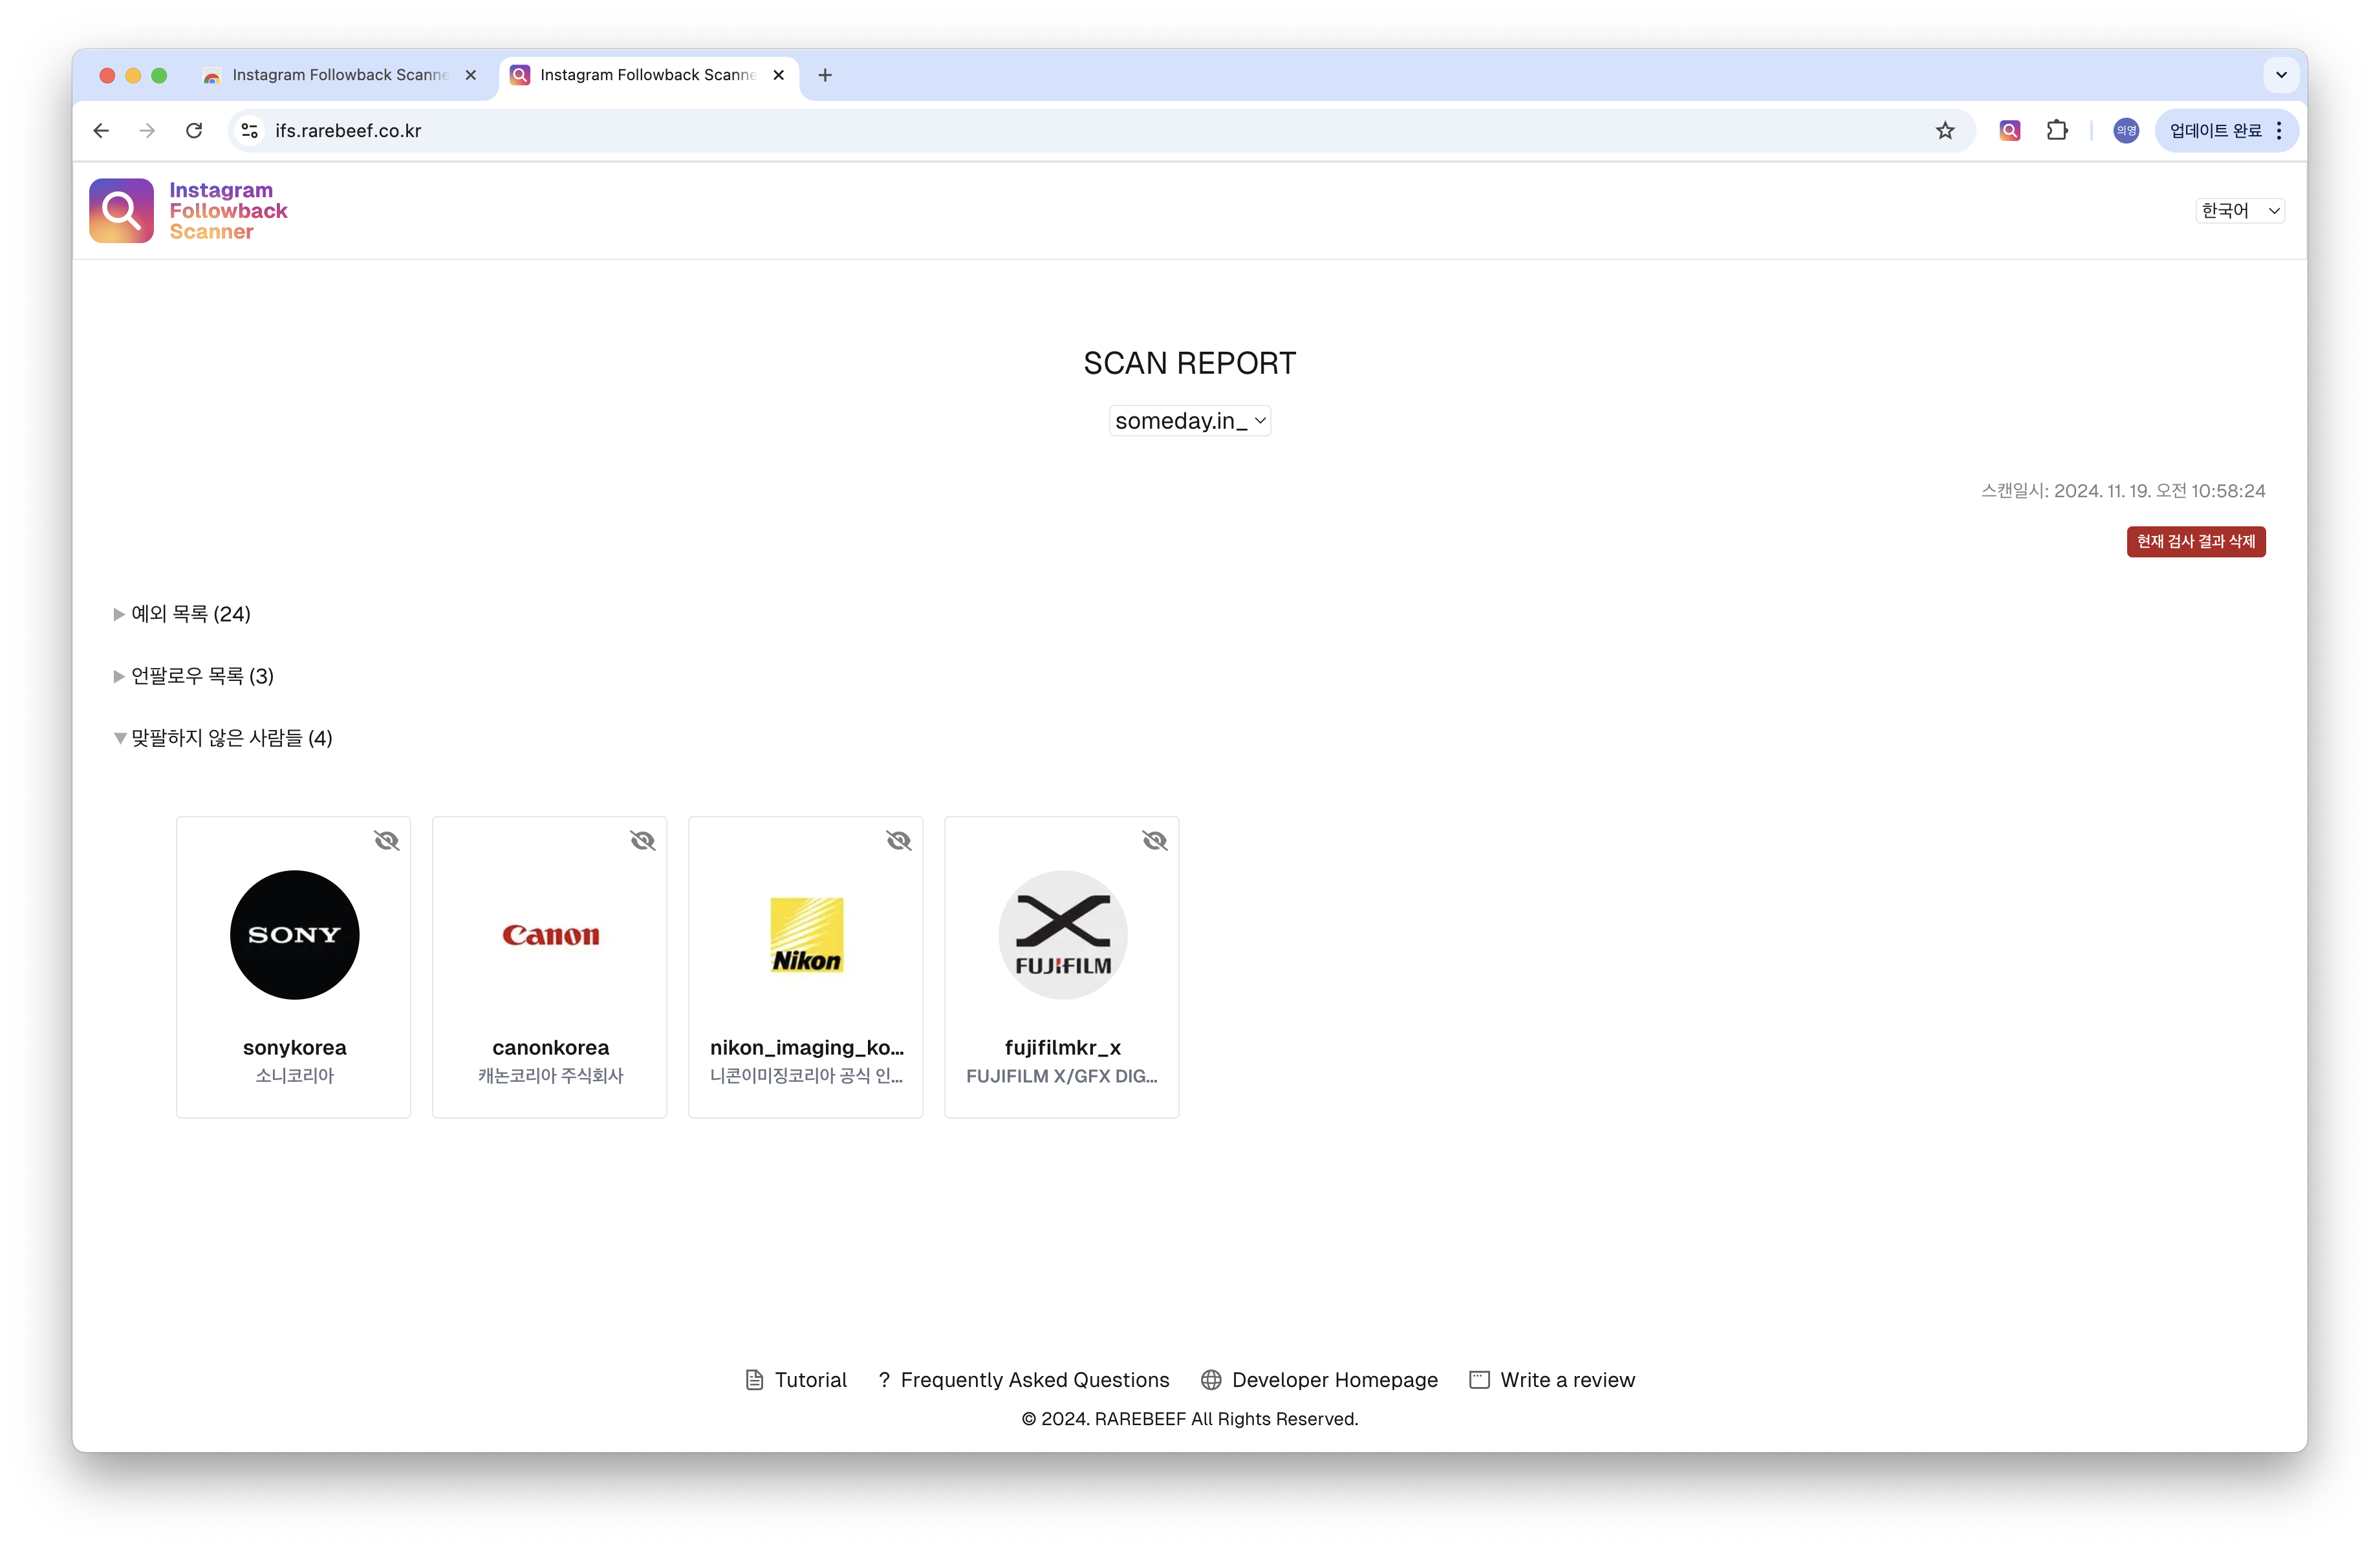 Instagram Followback Scanne
Instagram Followback Scanne
ifs.rarebeef.co.kr
의영
업데이트 완료
Instagram
Followback
Scanner
한국어
SCAN REPORT
someday.in_
스캔일시: 2024. 11. 19. 오전 10:58:24
현재 검사 결과 삭제
예외 목록 (24)
언팔로우 목록 (3)
맞팔하지 않은 사람들 (4)
SONY
Canon
Nikon
FUJIFILM
sonykorea
canonkorea
nikon_imaging_ko...
fujifilmkr_x
소니코리아
캐논코리아 주식회사
니콘이미징코리아 공식 인...
FUJIFILM X/GFX DIG...
Tutorial
? Frequently Asked Questions
Developer Homepage
Write a review
© 2024. RAREBEEF All Rights Reserved.